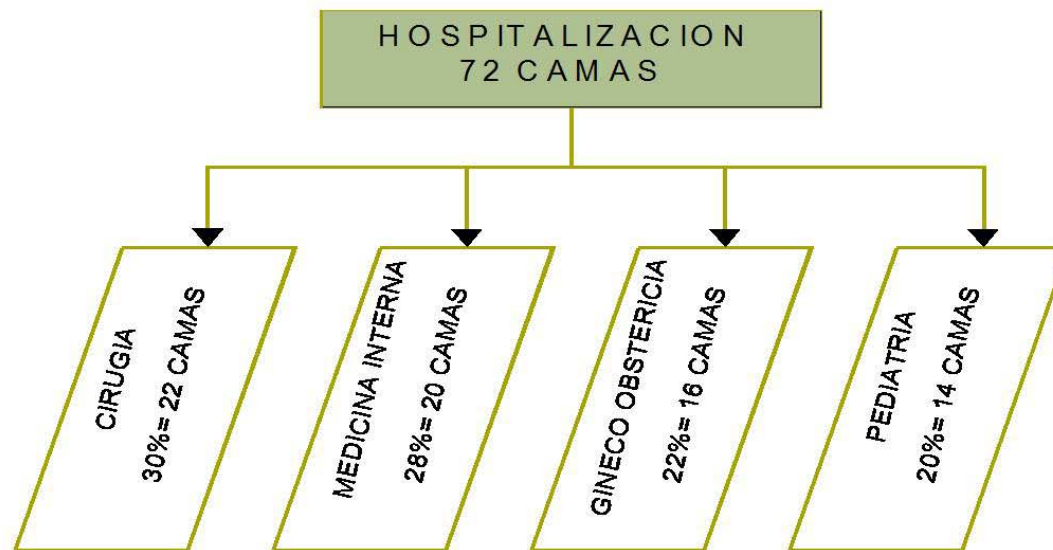 HOSPITALIZACION
72 CAMAS
CIRUGIA
30%= 22 CAMAS
MEDICINA INTERNA
28%= 20 CAMAS
GINECO OBSTERICIA
22%= 16 CAMAS
PEDIATRIA
20%= 14 CAMAS